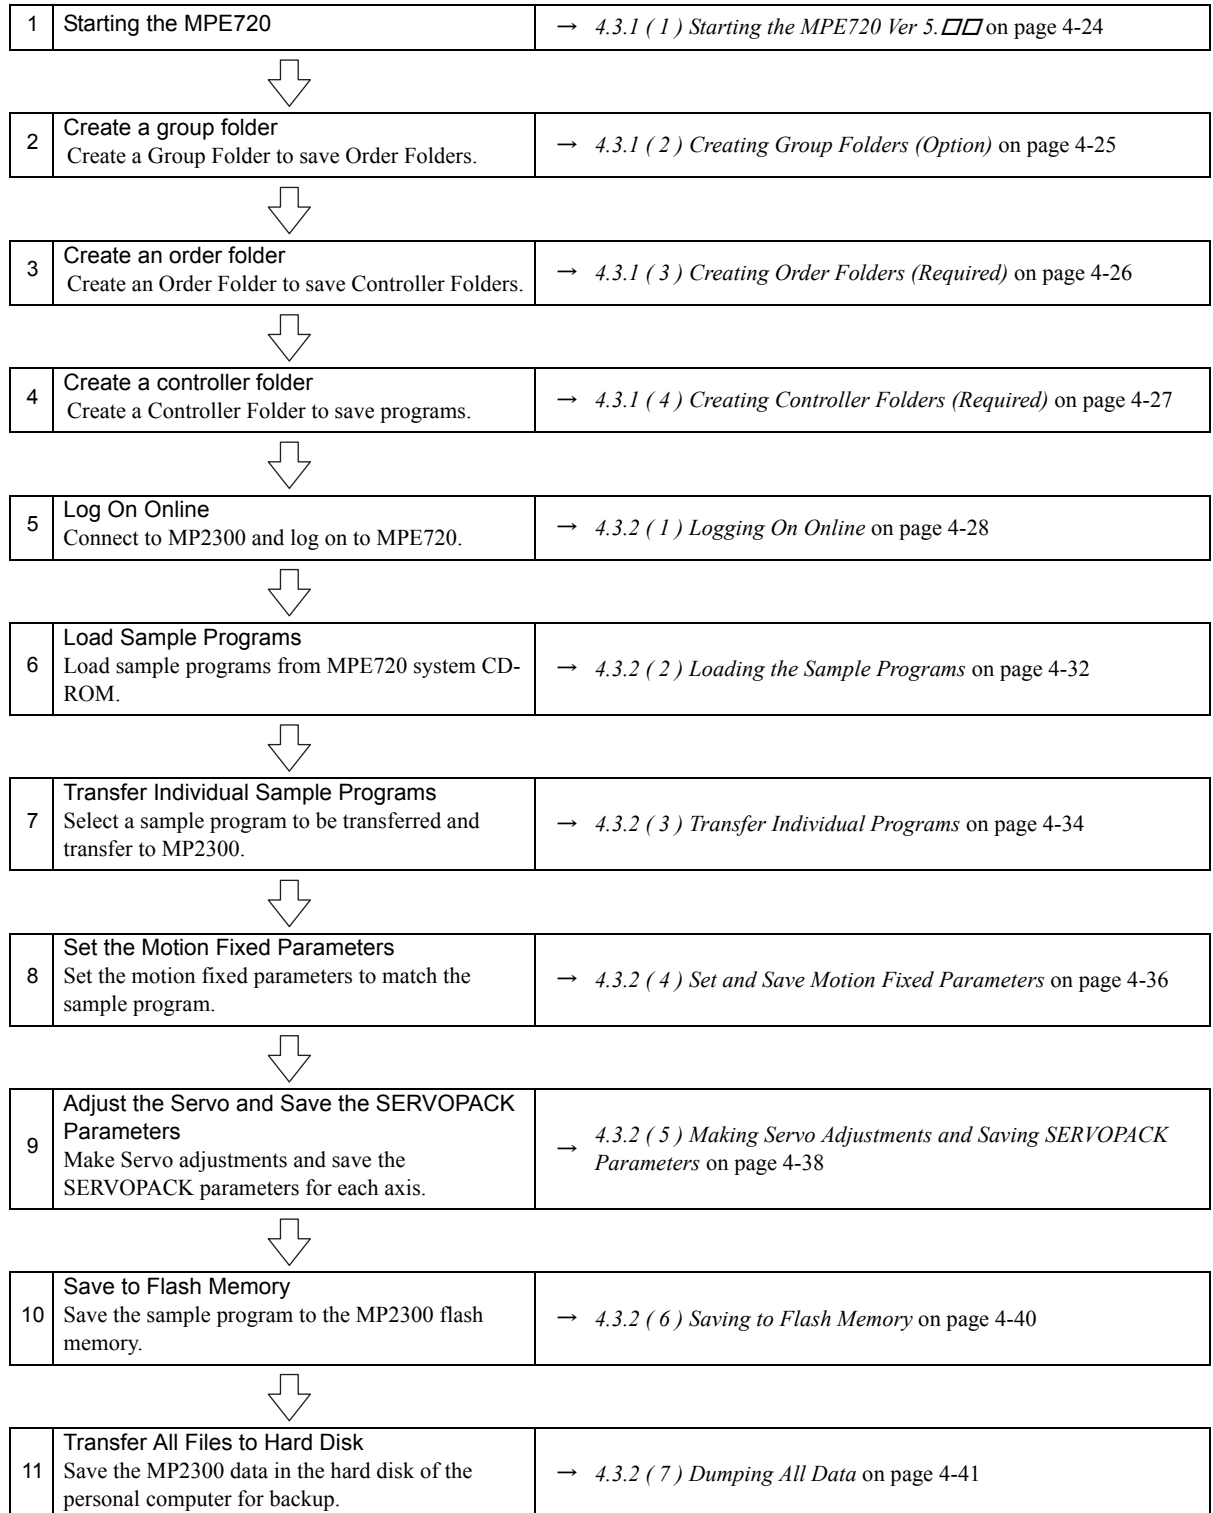 1 Starting the MPE720 → 4.3.1 ( 1 ) Starting the MPE720 Ver 5.□□ on page 4-24
2 Create a group folder
Create a Group Folder to save Order Folders.
→ 4.3.1 ( 2 ) Creating Group Folders (Option) on page 4-25
3 Create an order folder
Create an Order Folder to save Controller Folders.
→ 4.3.1 ( 3 ) Creating Order Folders (Required) on page 4-26
4 Create a controller folder
Create a Controller Folder to save programs.
→ 4.3.1 ( 4 ) Creating Controller Folders (Required) on page 4-27
5 Log On Online
Connect to MP2300 and log on to MPE720.
→ 4.3.2 ( 1 ) Logging On Online on page 4-28
6 Load Sample Programs
Load sample programs from MPE720 system CD-
ROM.
→ 4.3.2 ( 2 ) Loading the Sample Programs on page 4-32
7 Transfer Individual Sample Programs
Select a sample program to be transferred and
transfer to MP2300.
→ 4.3.2 ( 3 ) Transfer Individual Programs on page 4-34
8 Set the Motion Fixed Parameters
Set the motion fixed parameters to match the
sample program.
→ 4.3.2 ( 4 ) Set and Save Motion Fixed Parameters on page 4-36
9 Adjust the Servo and Save the SERVOPACK
Parameters
Make Servo adjustments and save the
SERVOPACK parameters for each axis.
→ 4.3.2 ( 5 ) Making Servo Adjustments and Saving SERVOPACK
Parameters on page 4-38
10 Save to Flash Memory
Save the sample program to the MP2300 flash
memory.
→ 4.3.2 ( 6 ) Saving to Flash Memory on page 4-40
11 Transfer All Files to Hard Disk
Save the MP2300 data in the hard disk of the
personal computer for backup.
→ 4.3.2 ( 7 ) Dumping All Data on page 4-41